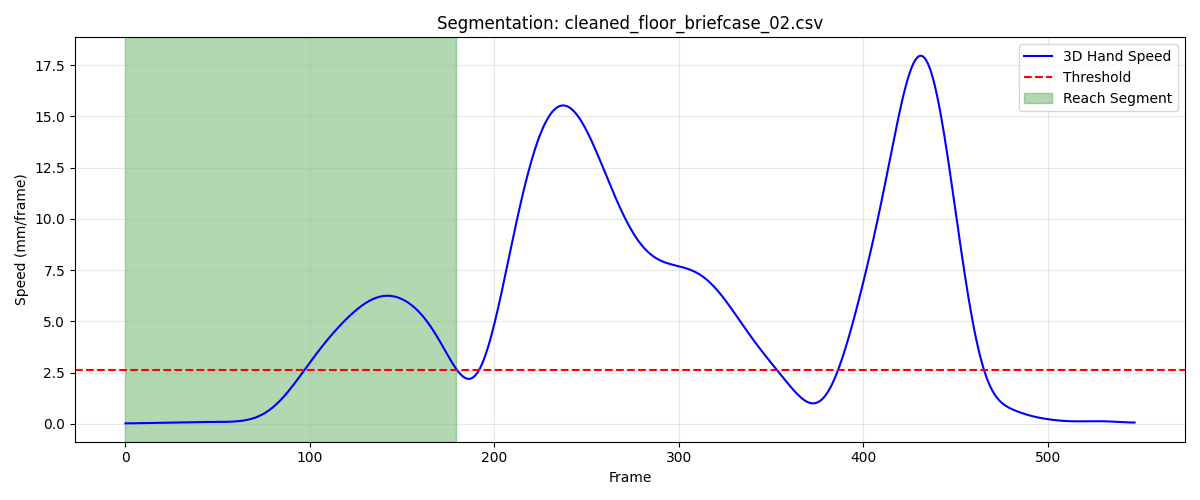 Segmentation: cleaned_floor_briefcase_02.csv
3D Hand Speed
Threshold
Reach Segment
Speed (mm/frame)
17.5
15.0
12.5
10.0
7.5
5.0
2.5
0.0
0 100 200 300 400 500
Frame